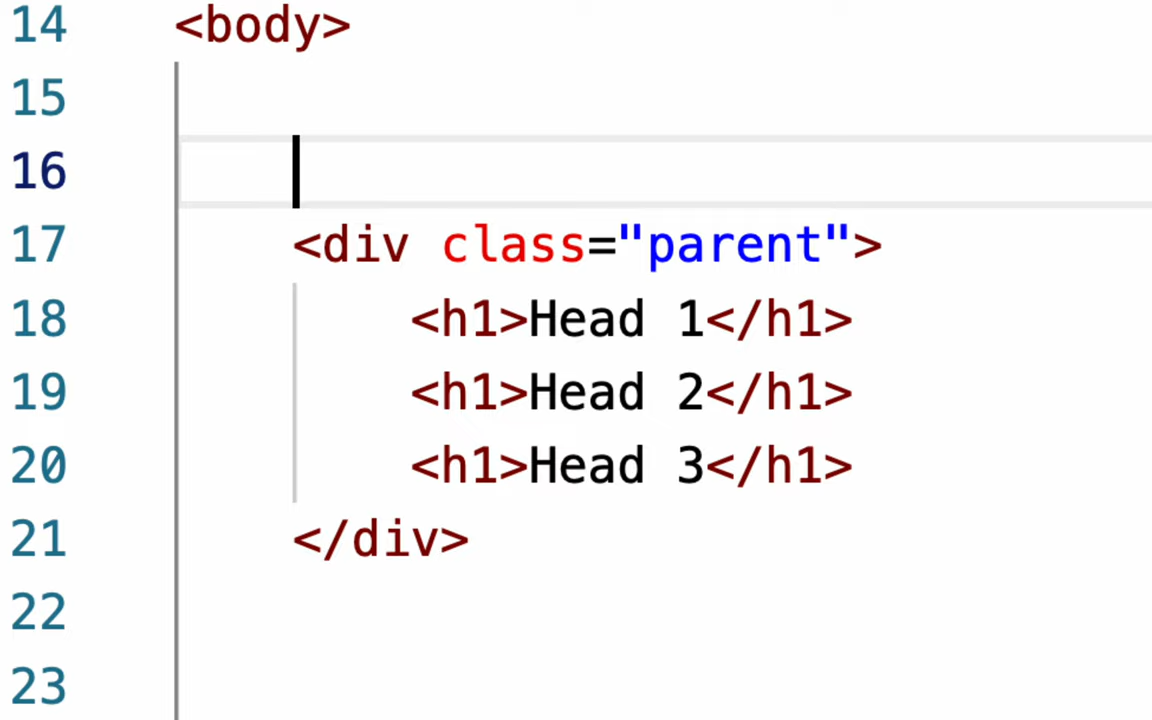 14 <body>
15
16
17 <div class="parent">
18 <h1>Head 1</h1>
19 <h1>Head 2</h1>
20 <h1>Head 3</h1>
21 </div>
22
23